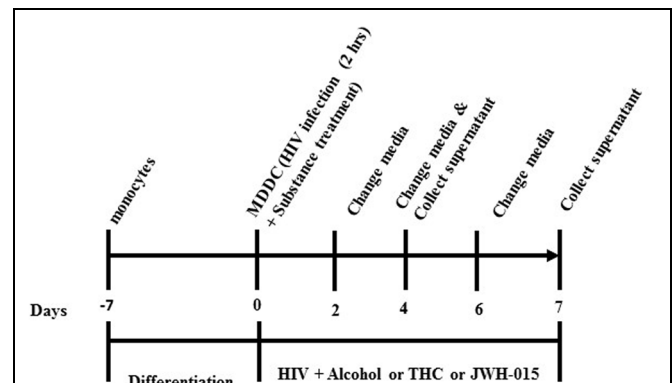 monocytes
MDDC (HIV infection (2 hrs)
+ Substance treatment)
Change media
Change media &
Collect supernatant
Change media
Collect supernatant
Days -7 0 2 4 6 7
Differentiation
HIV + Alcohol or THC or JWH-015